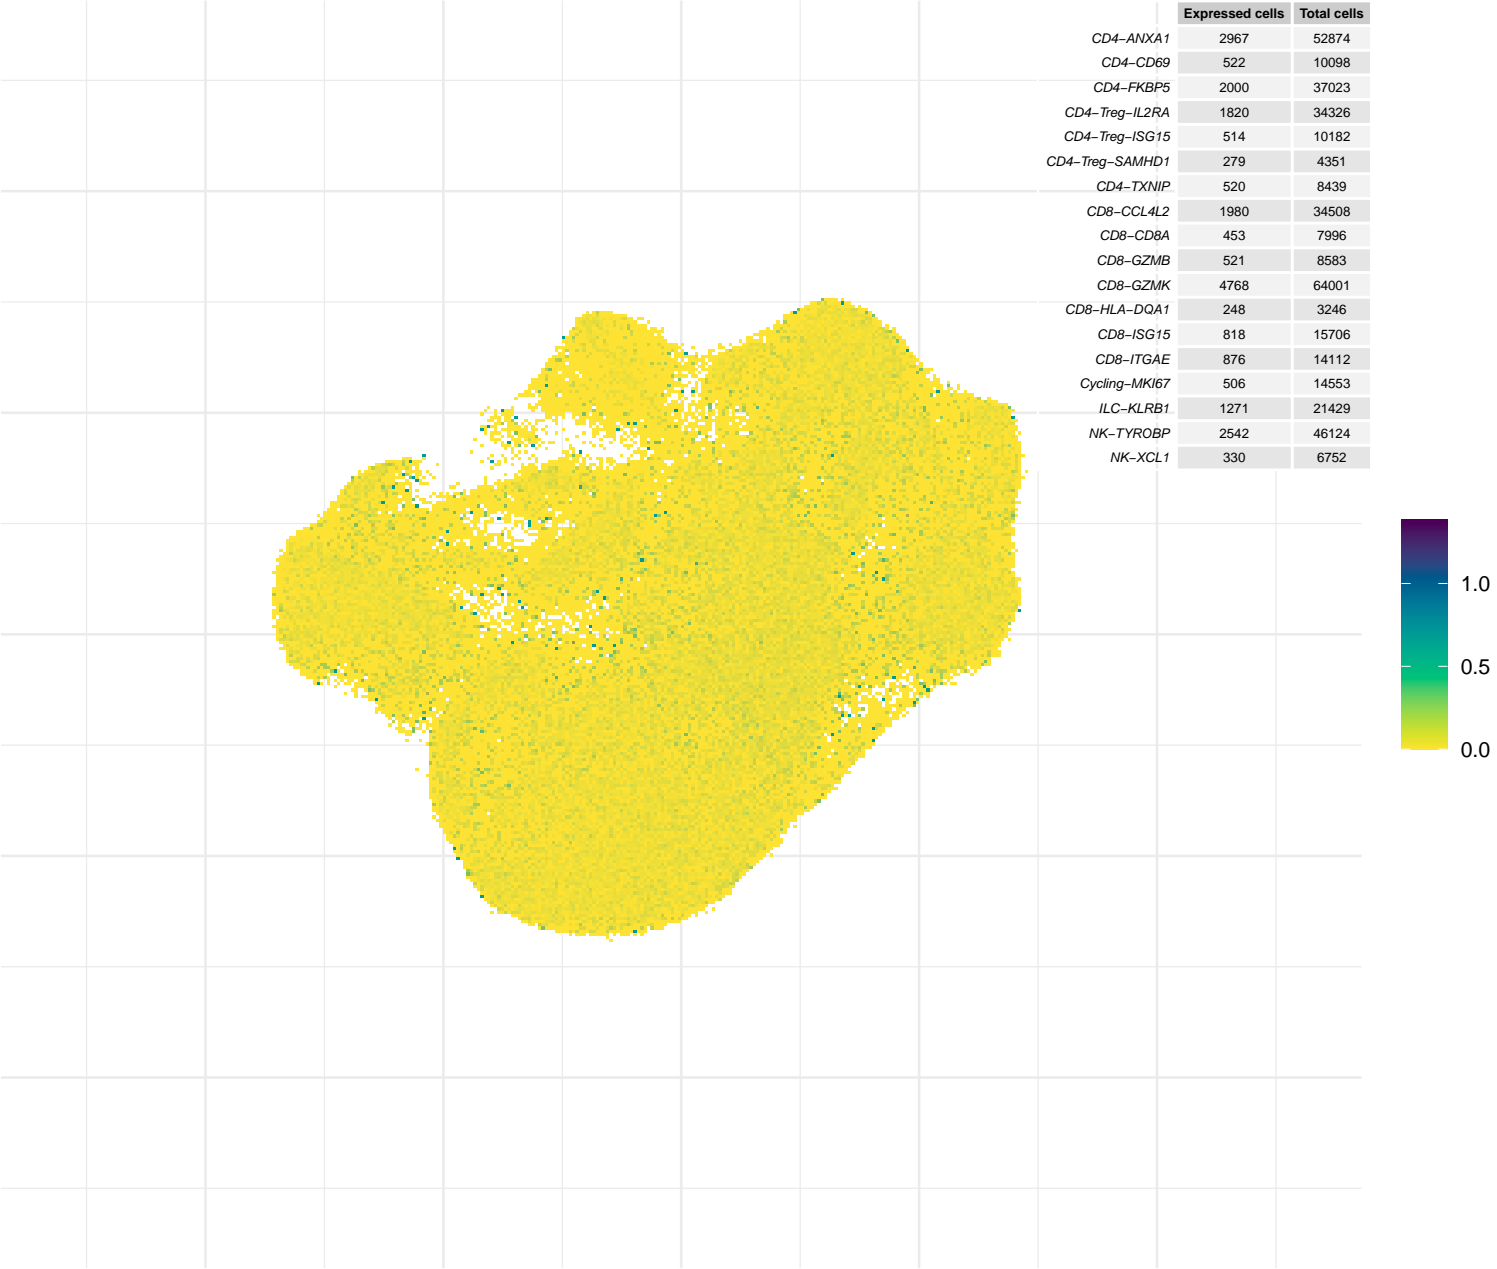 Expressed cells Total cells
CD4−ANXA1 2967 52874
CD4−CD69 522 10098
CD4−FKBP5 2000 37023
CD4−Treg−IL2RA 1820 34326
CD4−Treg−ISG15 514 10182
CD4−Treg−SAMHD1 279 4351
CD4−TXNIP 520 8439
CD8−CCL4L2 1980 34508
CD8−CD8A 453 7996
CD8−GZMB 521 8583
CD8−GZMK 4768 64001
CD8−HLA−DQA1 248 3246
CD8−ISG15 818 15706
CD8−ITGAE 876 14112
Cycling−MKI67 506 14553
ILC−KLRB1 1271 21429
NK−TYROBP 2542 46124
NK−XCL1 330 6752
1.0
0.5
0.0